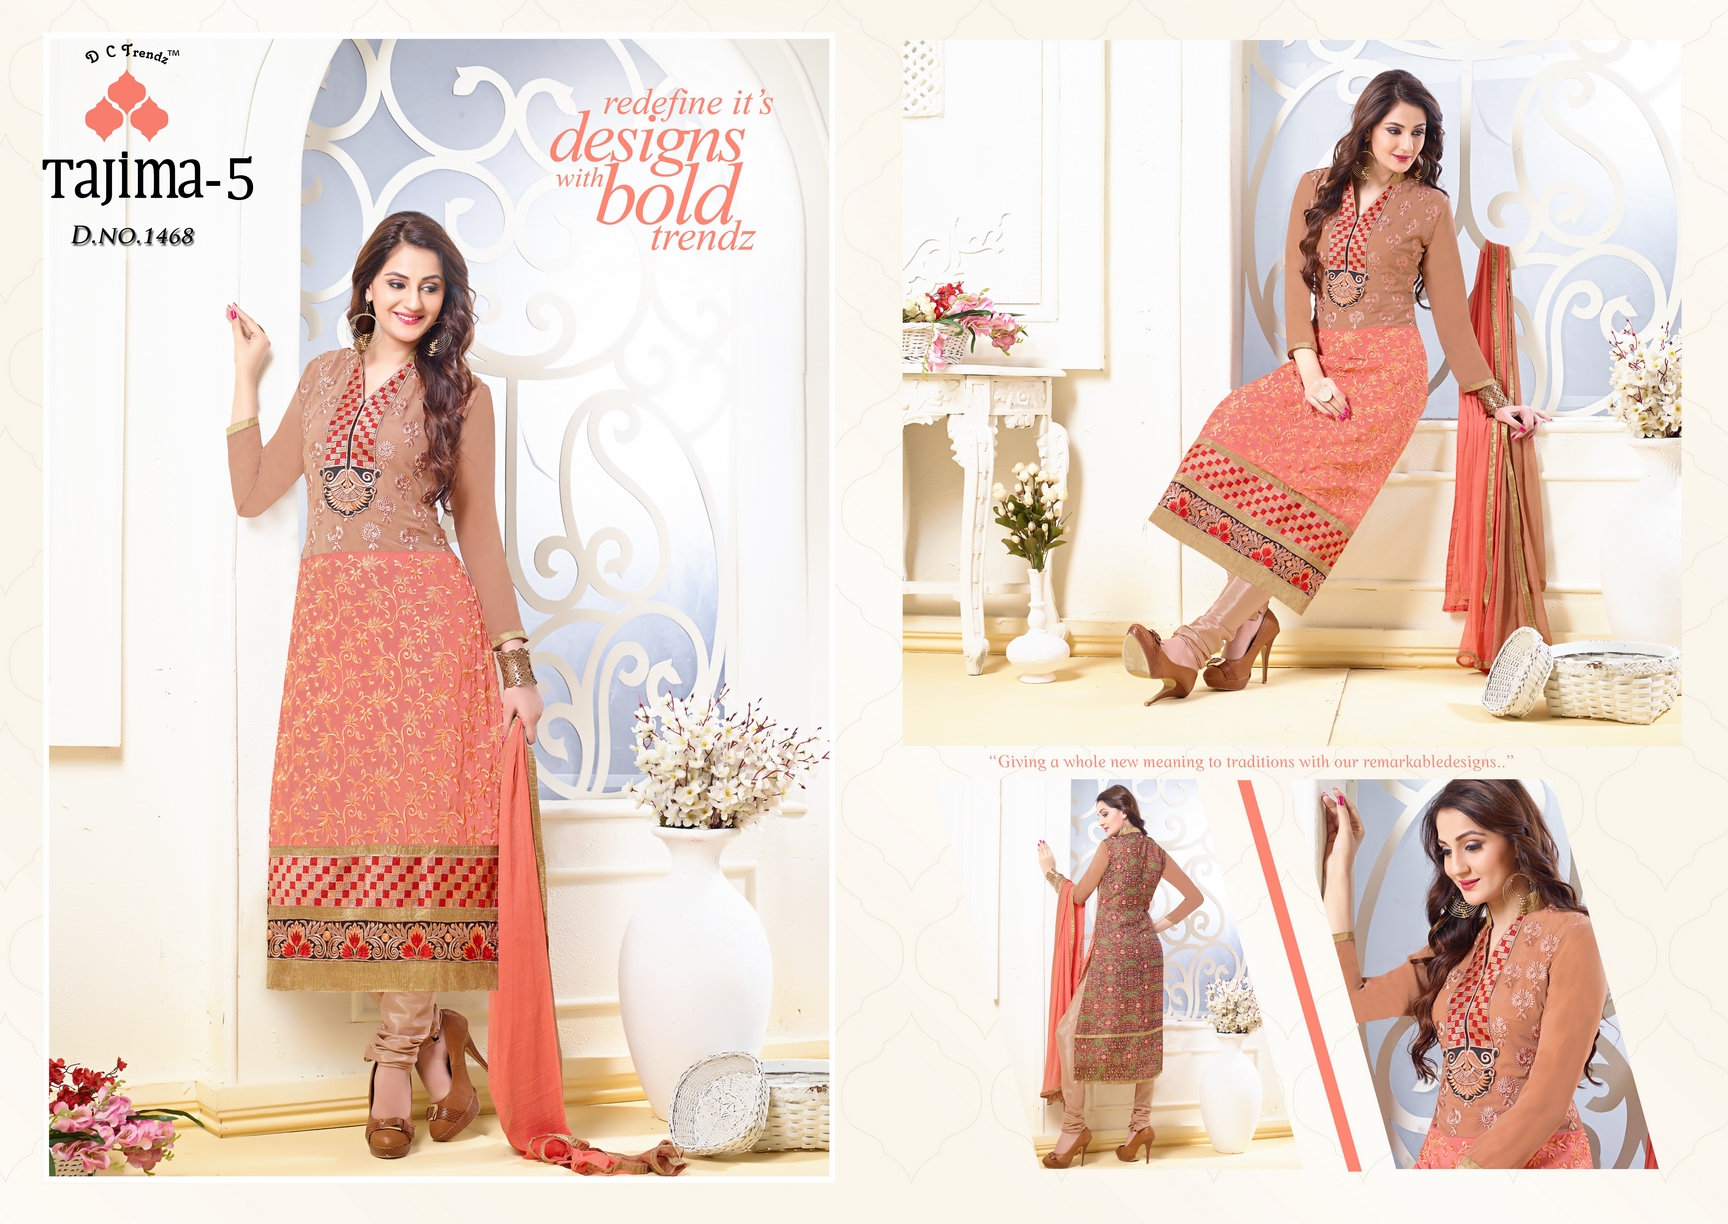 D C Trendz™
Tajima-5
D.NO.1468
redefine it's
designs
with bold
trendz
“Giving a whole new meaning to traditions with our remarkabledesigns..”